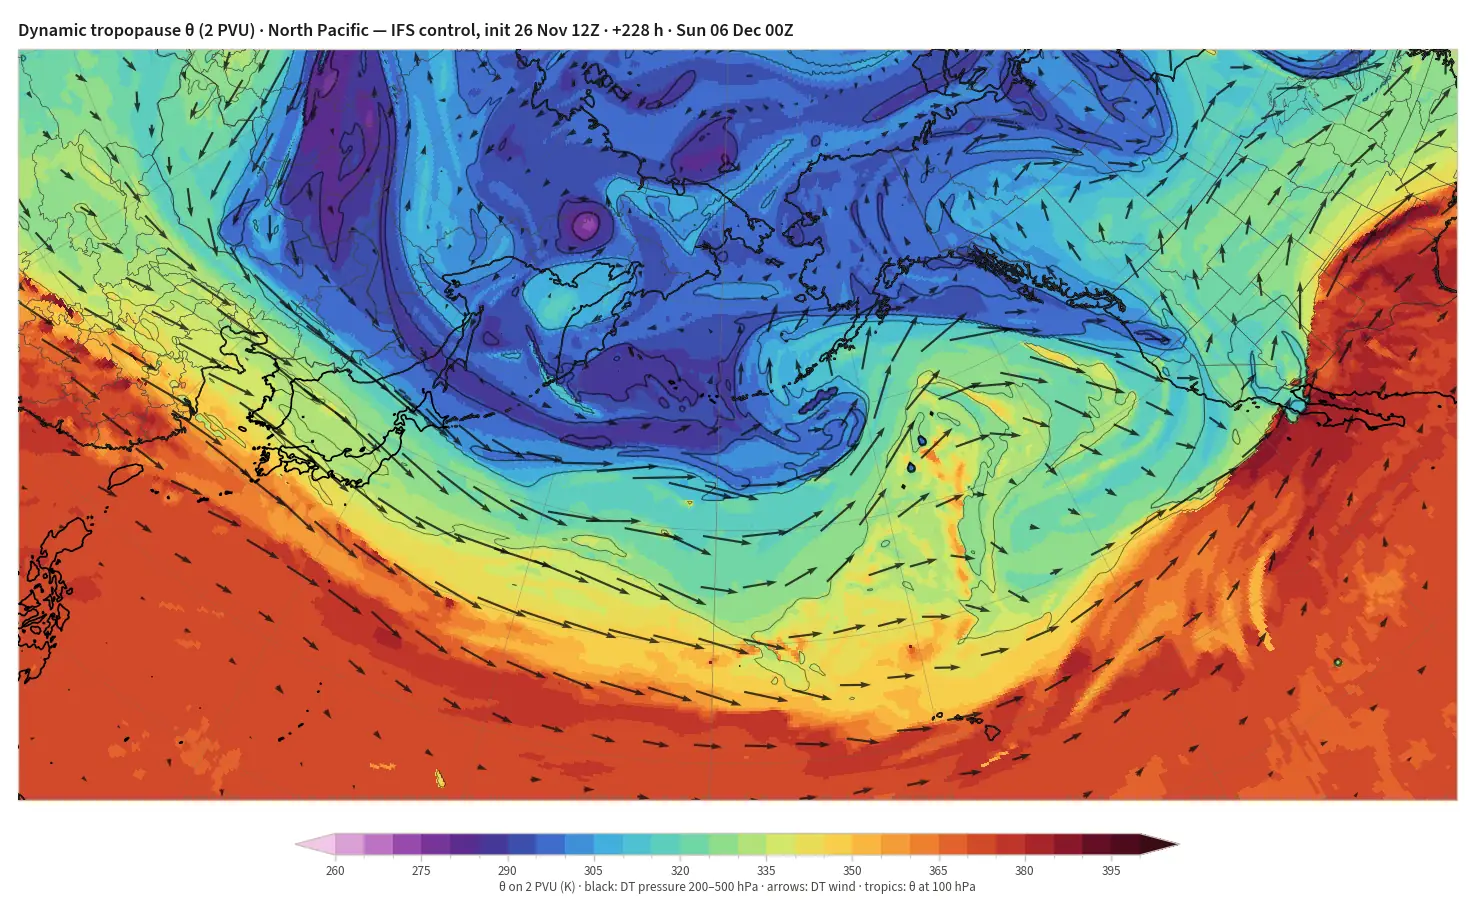 Dynamic tropopause θ (2 PVU) · North Pacific — IFS control, init 26 Nov 12Z · +228 h · Sun 06 Dec 00Z
260 275 290 305 320 335 350 365 380 395
θ on 2 PVU (K) · black: DT pressure 200–500 hPa · arrows: DT wind · tropics: θ at 100 hPa